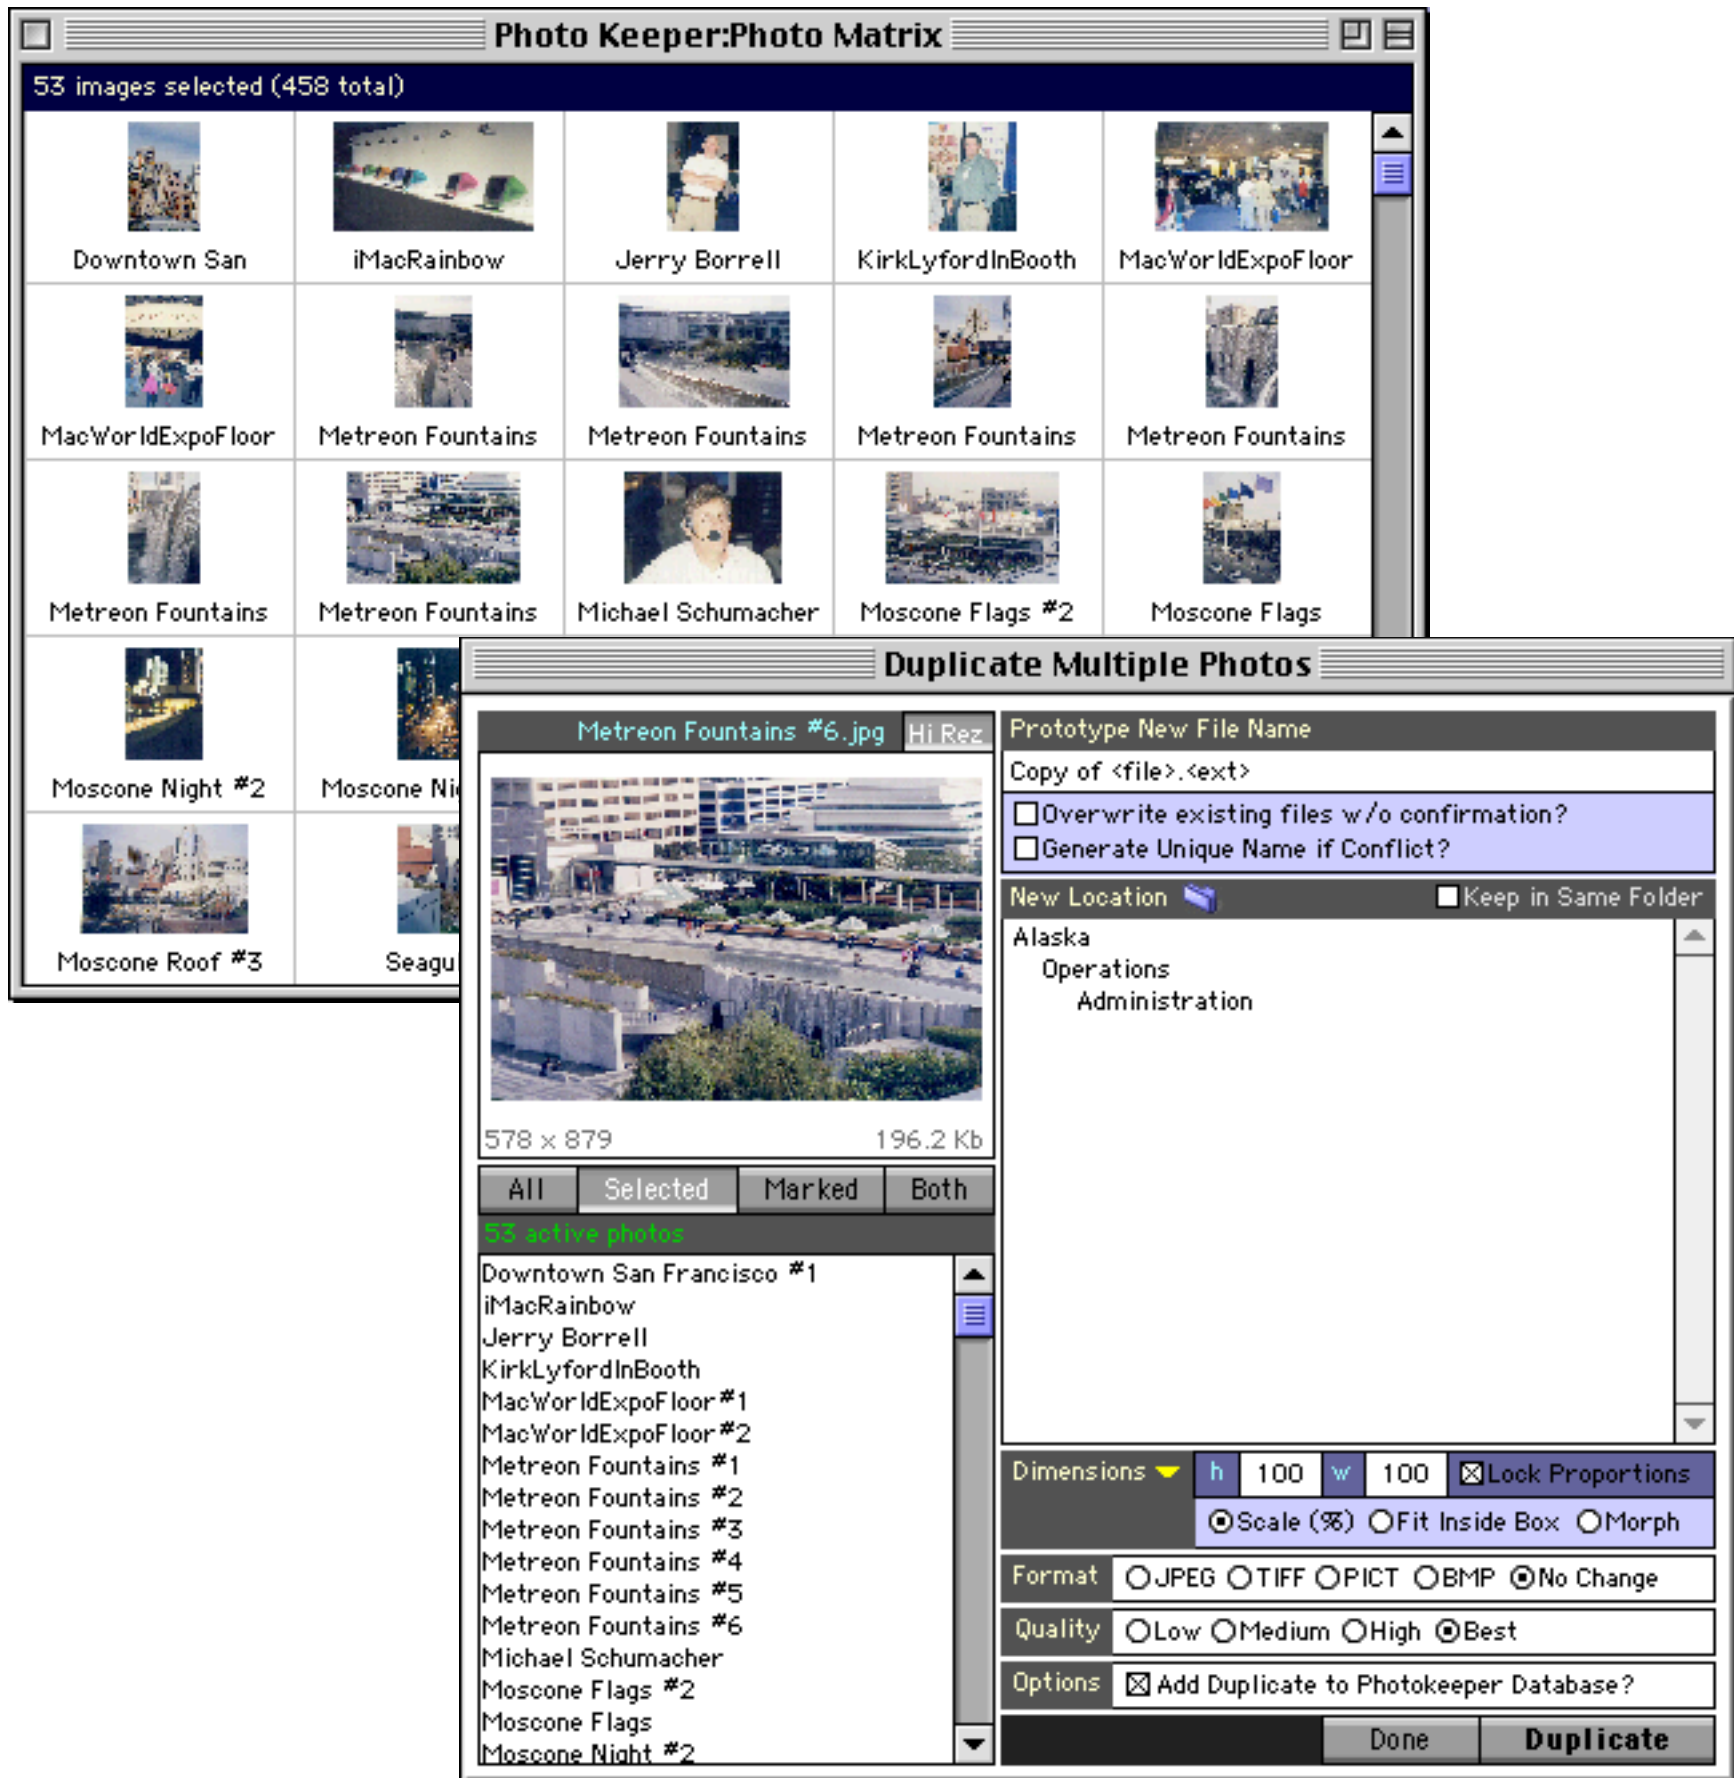 Photo Keeper:Photo Matrix
53 images selected (458 total)
Downtown San
iMacRainbow
Jerry Borrell
KirkLyfordInBooth
MacWorldExpoFloor
MacWorldExpoFloor
Metreon Fountains
Metreon Fountains
Metreon Fountains
Metreon Fountains
Metreon Fountains
Metreon Fountains
Michael Schumacher
Moscone Flags #2
Moscone Flags
Moscone Night #2
Moscone Ni
Moscone Roof #3
Seagu
Duplicate Multiple Photos
Metreon Fountains #6.jpg
Hi Rez
578 x 879
196.2 Kb
All
Selected
Marked
Both
53 active photos
Downtown San Francisco #1
iMacRainbow
Jerry Borrell
KirkLyfordInBooth
MacWorldExpoFloor#1
MacWorldExpoFloor#2
Metreon Fountains #1
Metreon Fountains #2
Metreon Fountains #3
Metreon Fountains #4
Metreon Fountains #5
Metreon Fountains #6
Michael Schumacher
Moscone Flags #2
Moscone Flags
Moscone Night #2
Prototype New File Name
Copy of <file>.<ext>
Overwrite existing files w/o confirmation?
Generate Unique Name if Conflict?
New Location
Keep in Same Folder
Alaska
Operations
Administration
Dimensions h 100 w 100 Lock Proportions
Scale (%) Fit Inside Box Morph
Format JPEG TIFF PICT BMP No Change
Quality Low Medium High Best
Options Add Duplicate to Photokeeper Database?
Done
Duplicate